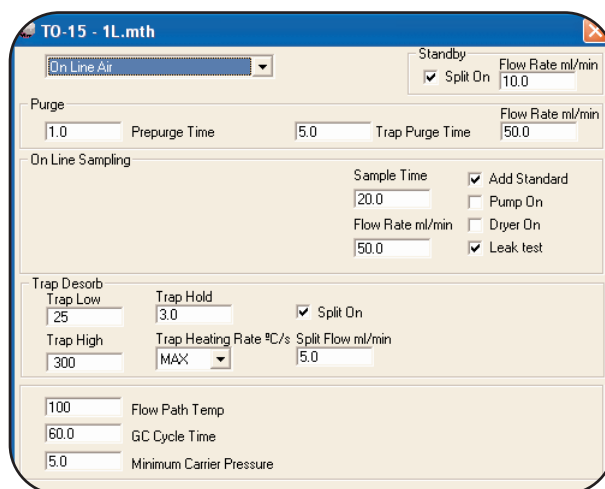 TO-15 - 1L.mth
On Line Air
Standby
Split On
Flow Rate ml/min
10.0
Purge
1.0 Prepurge Time 5.0 Trap Purge Time
Flow Rate ml/min
50.0
On Line Sampling
Sample Time
20.0
Flow Rate ml/min
50.0
Add Standard
Pump On
Dryer On
Leak test
Trap Desorb
Trap Low
25
Trap Hold
3.0
Split On
Trap High
300
Trap Heating Rate ºC/s
MAX
Split Flow ml/min
5.0
100 Flow Path Temp
60.0 GC Cycle Time
5.0 Minimum Carrier Pressure